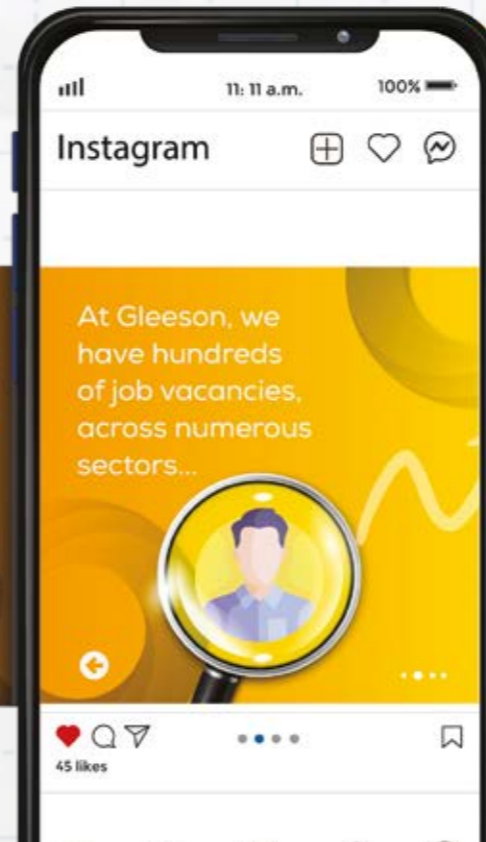 11: 11 a.m.
100%
Instagram
At Gleeson, we
have hundreds
of job vacancies,
across numerous
sectors...
45 likes